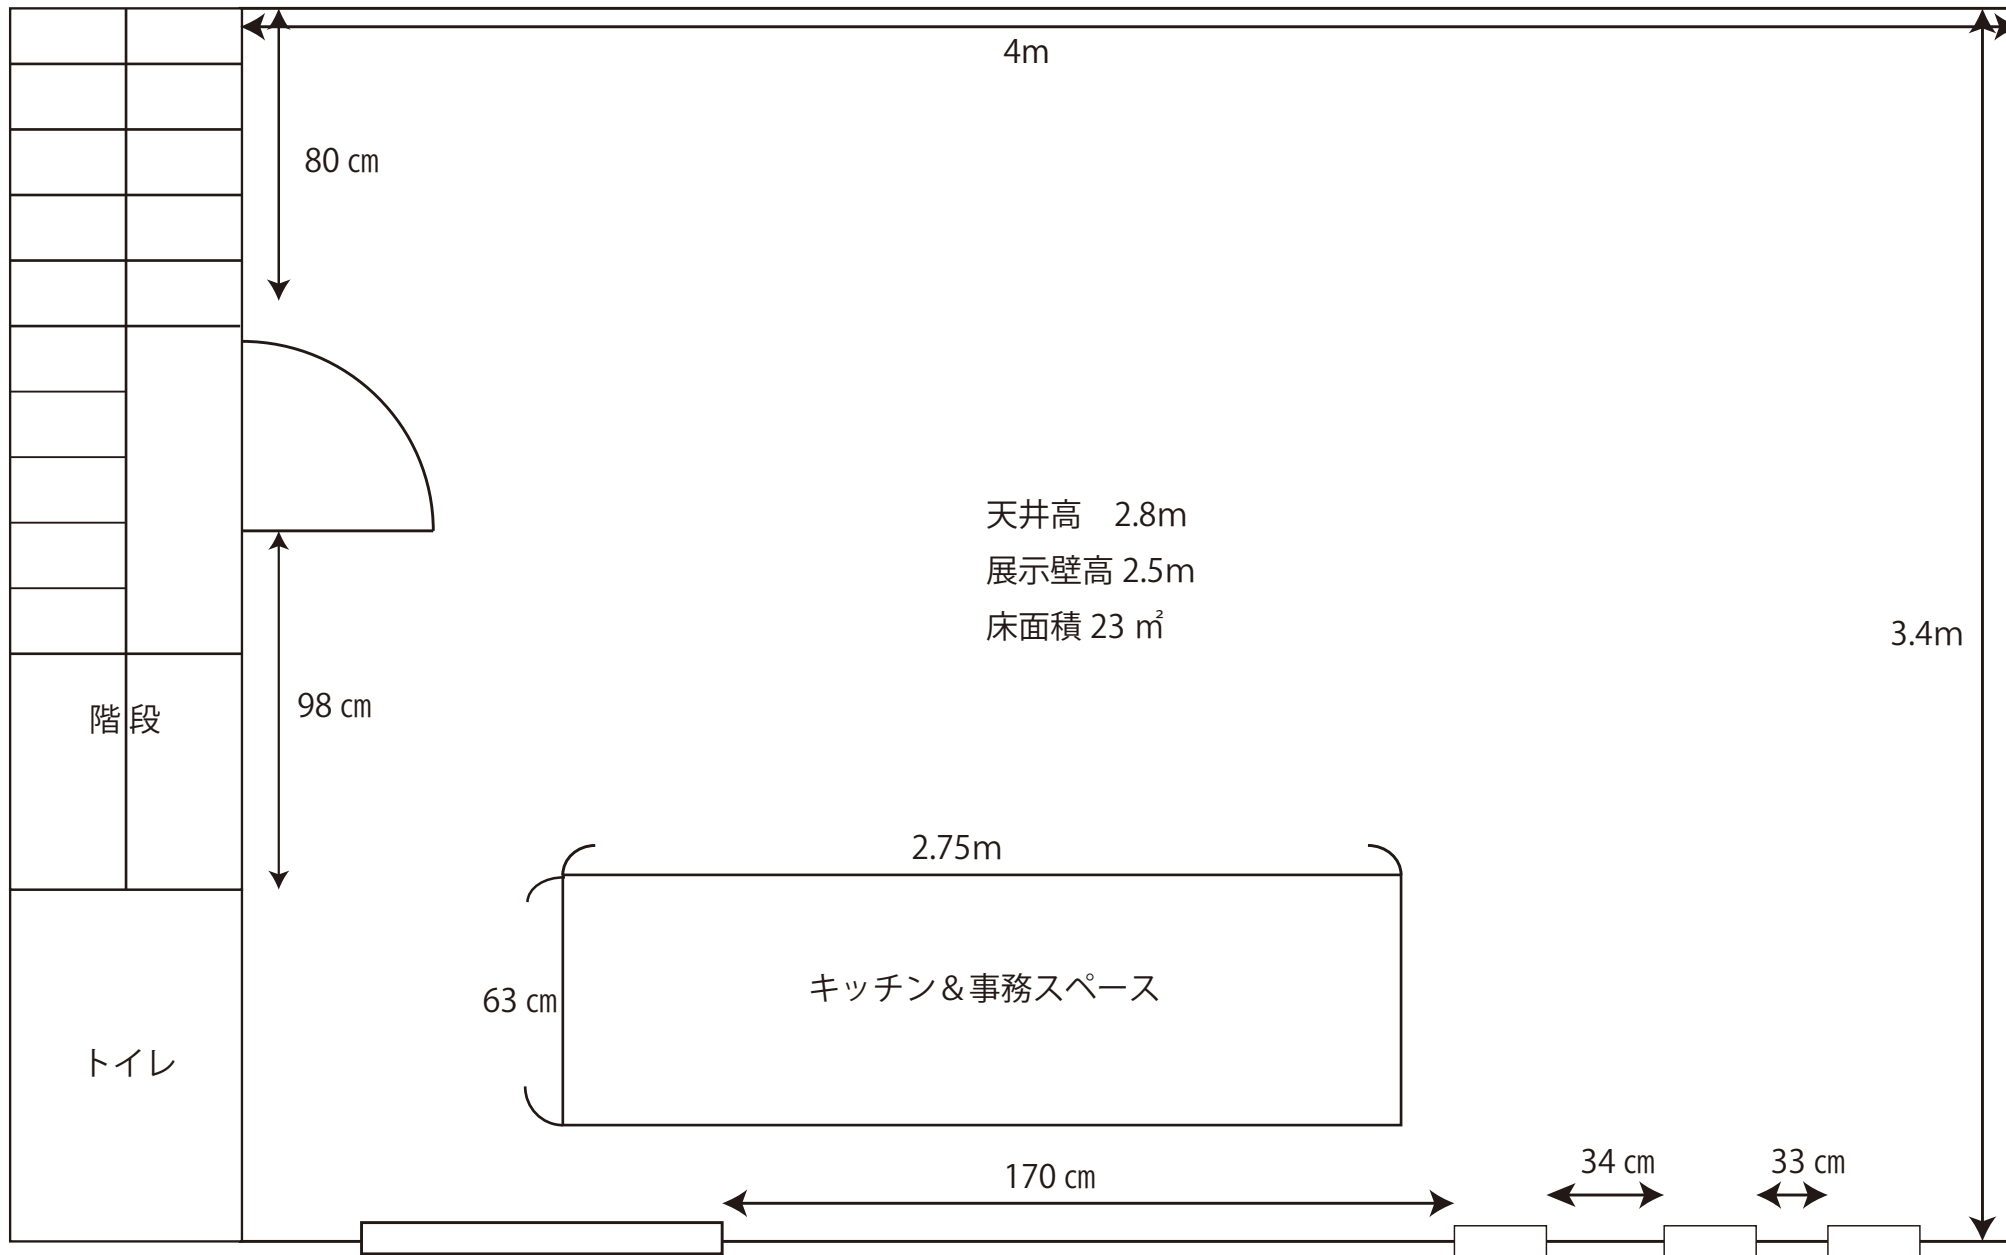 4m
80 ㎝
天井高　2.8m
展示壁高 2.5m
床面積 23 ㎡
3.4m
98 ㎝
階段
2.75m
キッチン＆事務スペース
63 ㎝
トイレ
170 ㎝
34 ㎝
33 ㎝